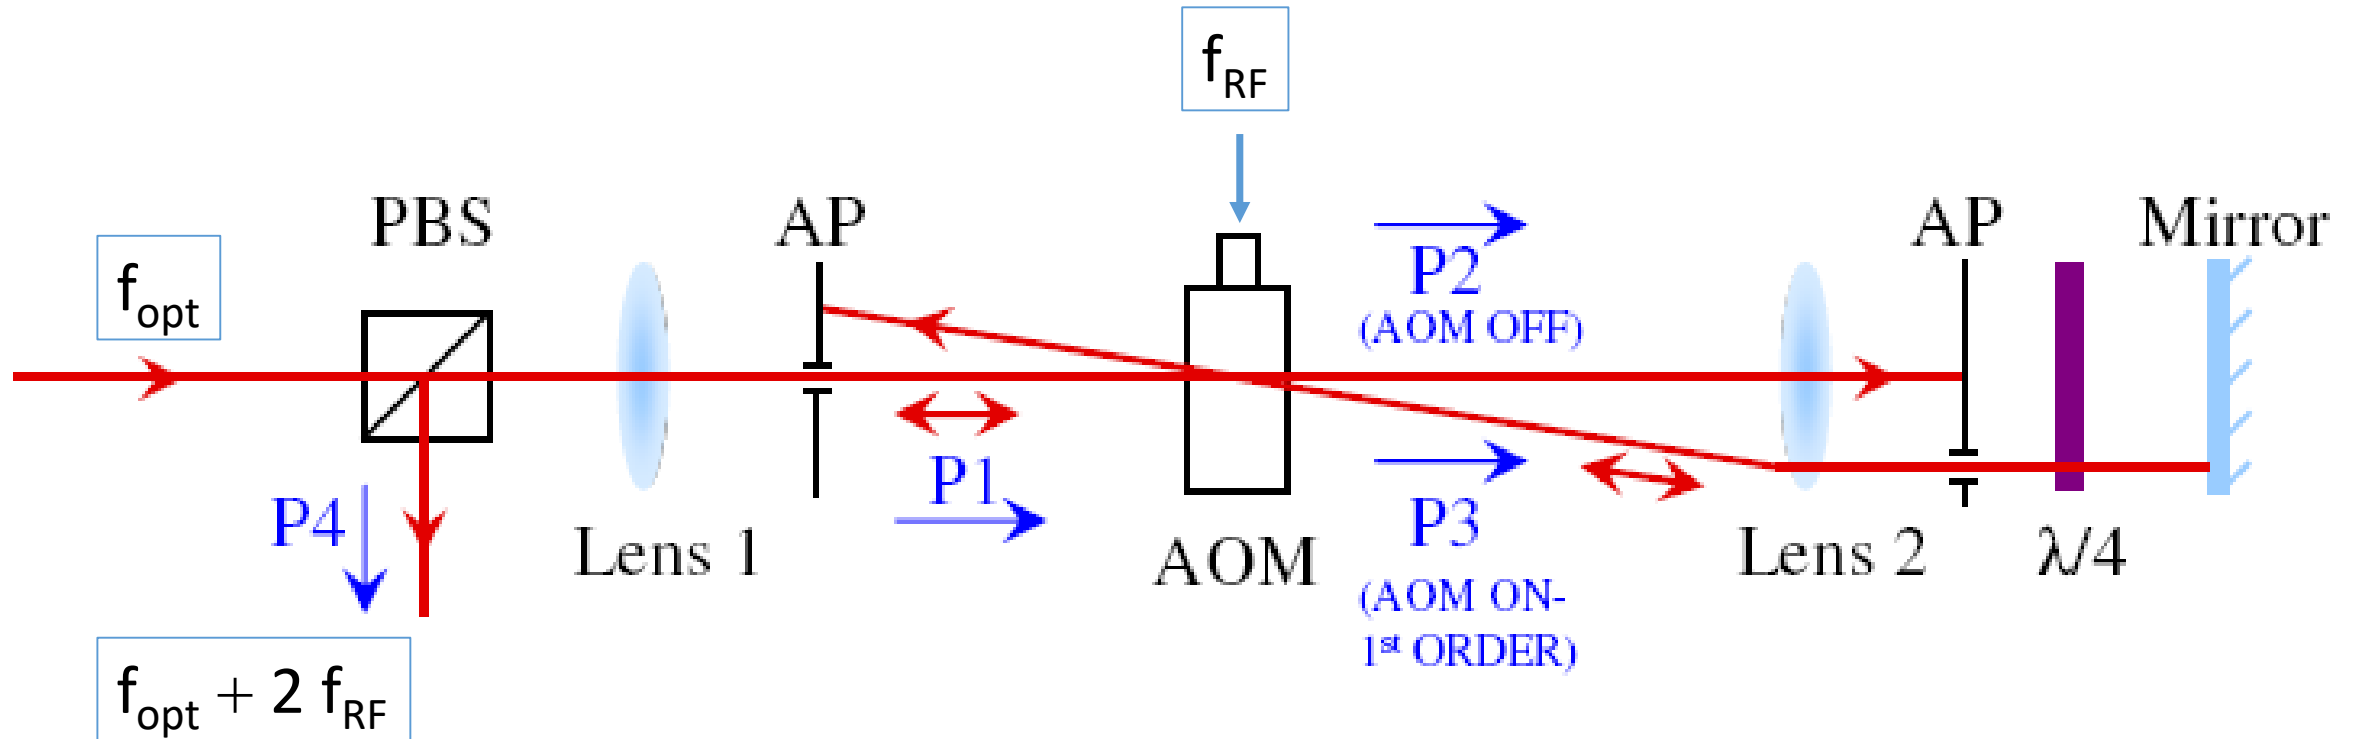 f_RF
PBS
AP
AP
Mirror
f_opt
P2
(AOM OFF)
P1
P4
P3
Lens 1
AOM
Lens 2
λ/4
(AOM ON-
1st ORDER)
f_opt + 2 f_RF